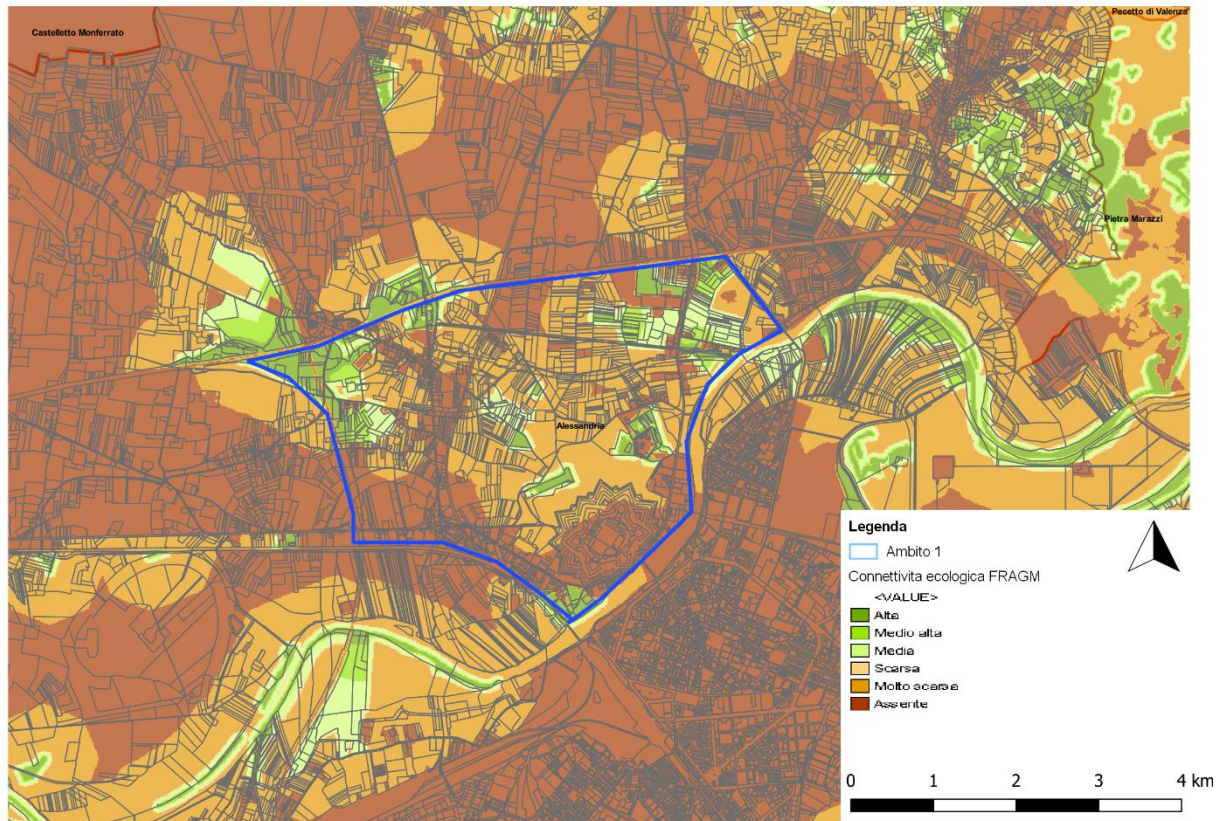 Pecetto di Valenza
Castelletto Monferrato
Pietra Marazzi
Alessandria
Legenda
Ambito 1
Connettivita ecologica FRAGM
<VALUE>
Alta
Medio alta
Media
Scarsa
Molto scarsa
Assente
0 1 2 3 4 km